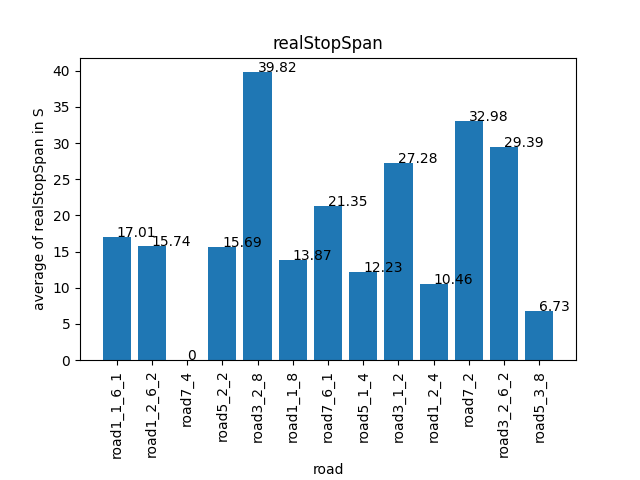 realStopSpan
average of realStopSpan in S
40
35
30
25
20
15
10
5
0
17.01
15.74
0
15.69
39.82
13.87
21.35
12.23
27.28
10.46
32.98
29.39
6.73
road1_1_6_1
road1_2_6_2
road7_4
road5_2_2
road3_2_8
road1_1_8
road7_6_1
road5_1_4
road3_1_2
road1_2_4
road7_2
road3_2_6_2
road5_3_8
road